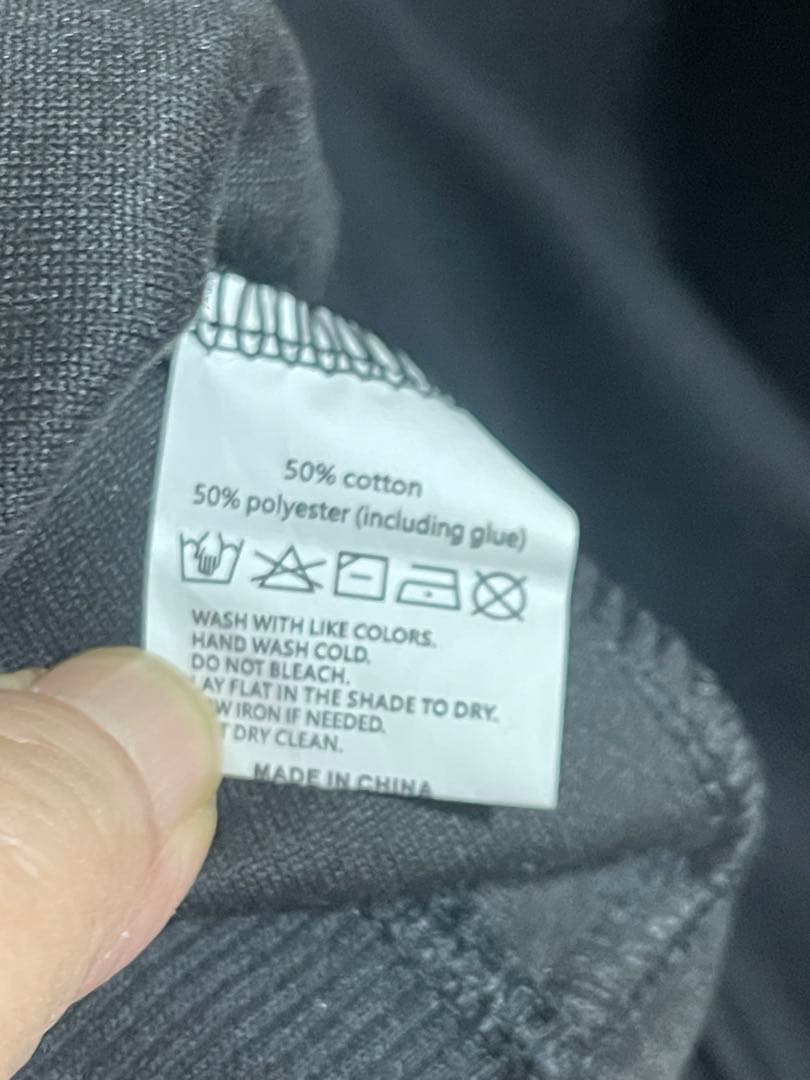 50% cotton
50% polyester (including glue)
WASH WITH LIKE COLORS.
HAND WASH COLD.
DO NOT BLEACH.
AY FLAT IN THE SHADE TO DRY.
W IRON IF NEEDED.
T DRY CLEAN.
MADE IN CHINA